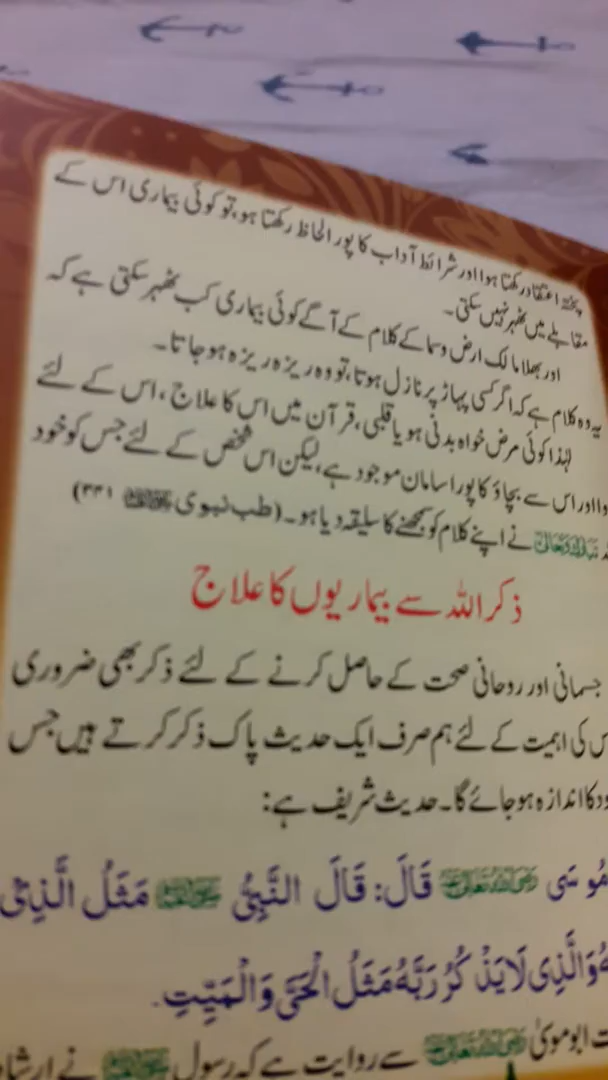 پختہ اعتقاد رکھتا ہو اور شرائط آداب کا پورا لحاظ رکھتا ہو، تو کوئی بیماری اس کے
مقابلے میں ٹھہر نہیں سکتی۔
اور بھلا مالک ارض وسما کے کلام کے آگے کوئی بیماری کب ٹھہر سکتی ہے کہ
یہ وہ کلام ہے کہ اگر کسی پہاڑ پر نازل ہوتا، تو وہ ریزہ ریزہ ہو جاتا۔
لہٰذا کوئی مرض خواہ بدنی ہو یا قلبی، قرآن میں اس کا علاج، اس کے لئے
دوا اور اس سے بچاؤ کا پورا سامان موجود ہے، لیکن اس شخص کے لئے جس کو خود
نے اپنے کلام کو سمجھنے کا سلیقہ دیا ہو۔ (طب نبوی ۳۳۱)
ذکر اللہ سے بیماریوں کا علاج
جسمانی اور روحانی صحت کے حاصل کرنے کے لئے ذکر بھی ضروری
س کی اہمیت کے لئے ہم صرف ایک حدیث پاک ذکر کرتے ہیں جس
کا اندازہ ہو جائے گا۔ حدیث شریف ہے:
مُوسَى قَالَ: قَالَ النَّبِيُّ مَثَلُ الَّذِيْ
وَالَّذِى لَايَذْكُرُ رَبَّهُ مَثَلُ الْحَيِّ وَالْمَيِّتِ.
ت ابوموسیٰ سے روایت ہے کہ رسول نے ارشاد